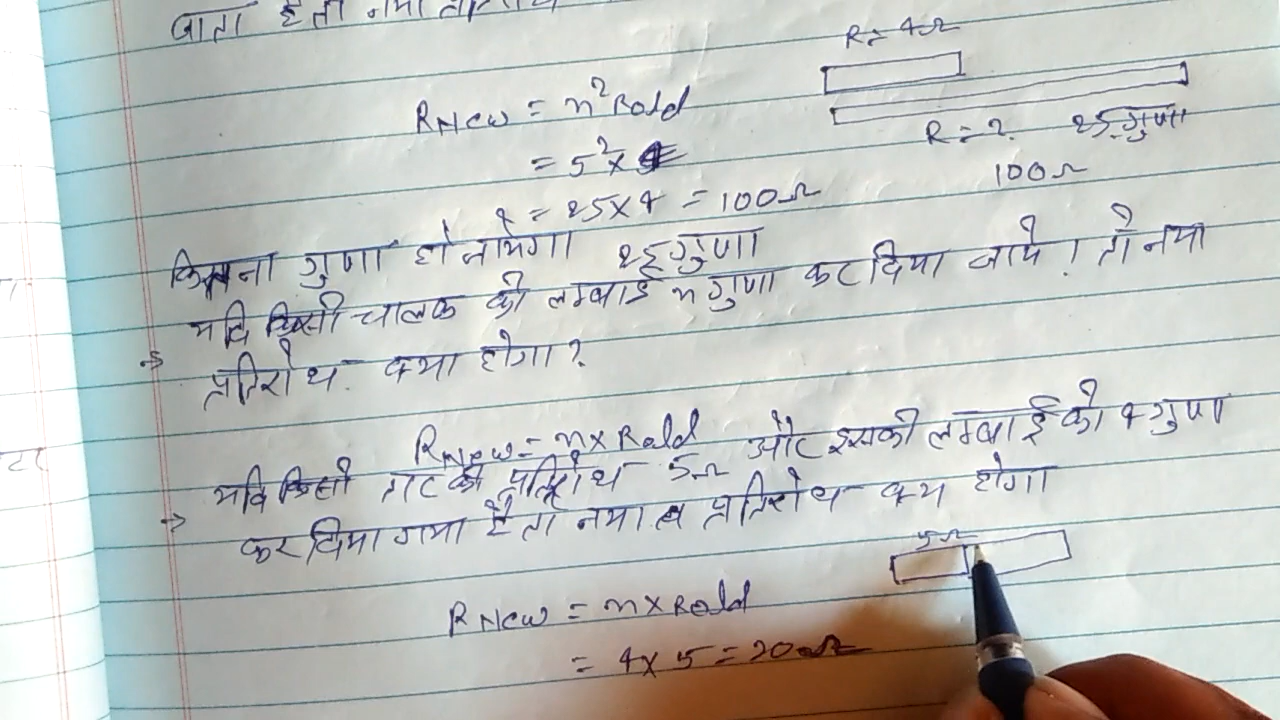 जाता है तो नया
R=4Ω
RNew = n²Rold
= 5²×4
R=? 25 गुणा
100Ω
= 25×4 = 100Ω
कितना गुणा हो जायेगा 25 गुणा
⇒ यदि किसी चालक की लम्बाई n गुणा कर दिया जाये ! तो नया
प्रतिरोध क्या होगा?
RNew = n×Rold
→ यदि किसी तार की प्रतिरोध 5Ω और इसकी लम्बाई को 4 गुणा
कर दिया गया है तो नया प्रतिरोध क्य होगा
5Ω
RNew = n×Rold
= 4×5=20Ω